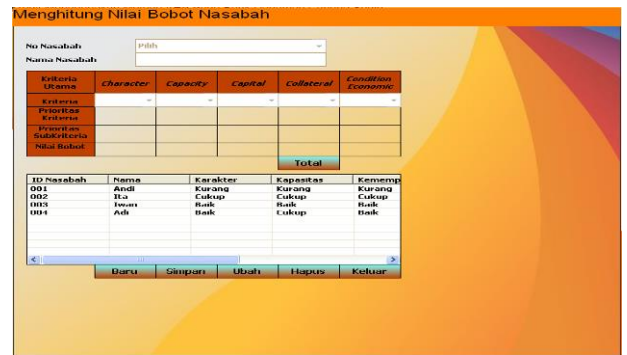 Menghitung Nilai Bobot Nasabah
No Nasabah Pilih
Nama Nasabah
Kriteria Utama Character Capacity Capital Collateral Condition Economic
Kriteria
Prioritas Kriteria
Prioritas SubKriteria
Nilai Bobot
Total
ID Nasabah Nama Karakter Kapasitas Kememp
001 Andi Kurang Kurang Kurang
002 Ita Cukup Cukup Cukup
003 Iwan Baik Baik Baik
004 Adi Baik Cukup Baik
Baru Simpan Ubah Hapus Keluar